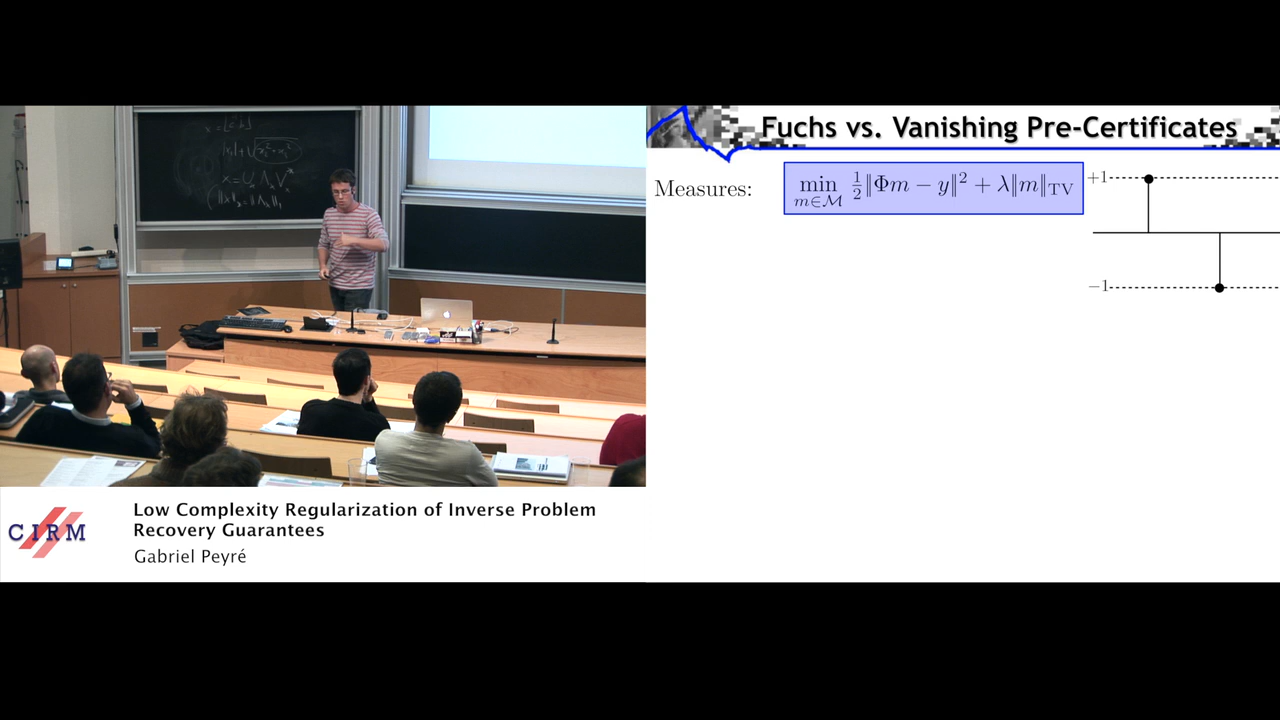 Fuchs vs. Vanishing Pre-Certificates
Measures:
min m∈M ½‖Φm − y‖² + λ‖m‖TV
+1
−1
CIRM
Low Complexity Regularization of Inverse Problem
Recovery Guarantees
Gabriel Peyré